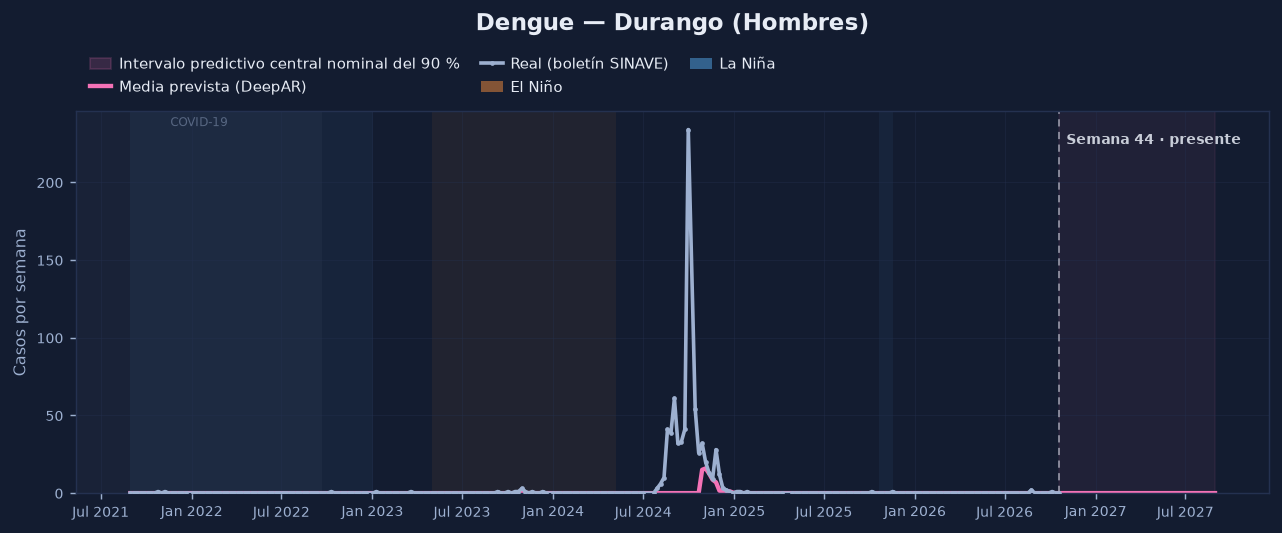 Dengue — Durango (Hombres)
Intervalo predictivo central nominal del 90 %
Real (boletín SINAVE)
La Niña
Media prevista (DeepAR)
El Niño
COVID-19
Semana 44 · presente
Casos por semana
200
150
100
50
0
Jul 2021
Jan 2022
Jul 2022
Jan 2023
Jul 2023
Jan 2024
Jul 2024
Jan 2025
Jul 2025
Jan 2026
Jul 2026
Jan 2027
Jul 2027